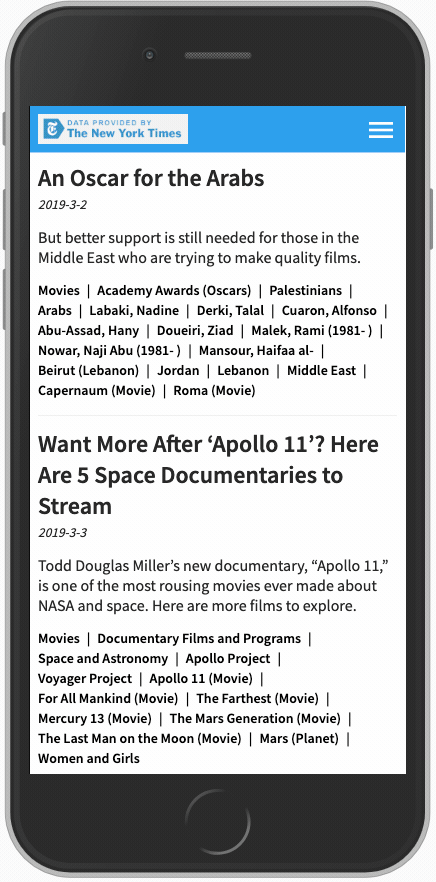 DATA PROVIDED BY
The New York Times
An Oscar for the Arabs
2019-3-2
But better support is still needed for those in the
Middle East who are trying to make quality films.
Movies | Academy Awards (Oscars) | Palestinians |
Arabs | Labaki, Nadine | Derki, Talal | Cuaron, Alfonso |
Abu-Assad, Hany | Doueiri, Ziad | Malek, Rami (1981- ) |
Nowar, Naji Abu (1981- ) | Mansour, Haifaa al- |
Beirut (Lebanon) | Jordan | Lebanon | Middle East |
Capernaum (Movie) | Roma (Movie)
Want More After ‘Apollo 11’? Here
Are 5 Space Documentaries to
Stream
2019-3-3
Todd Douglas Miller’s new documentary, “Apollo 11,”
is one of the most rousing movies ever made about
NASA and space. Here are more films to explore.
Movies | Documentary Films and Programs |
Space and Astronomy | Apollo Project |
Voyager Project | Apollo 11 (Movie) |
For All Mankind (Movie) | The Farthest (Movie) |
Mercury 13 (Movie) | The Mars Generation (Movie) |
The Last Man on the Moon (Movie) | Mars (Planet) |
Women and Girls